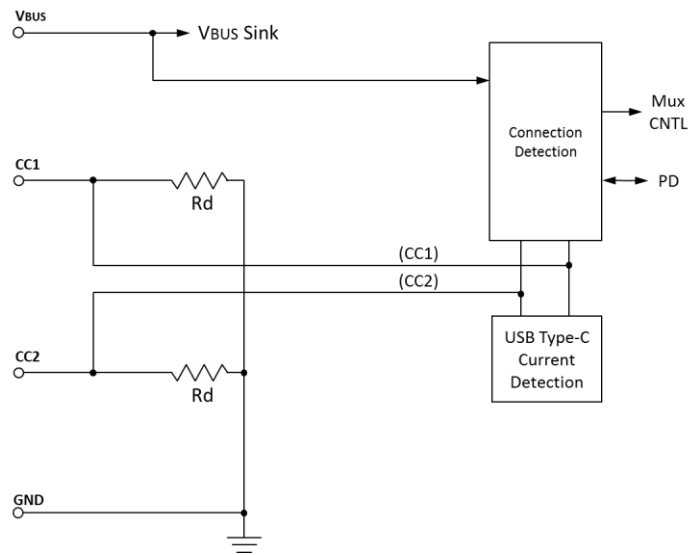 VBUS
VBUS Sink
Connection
Detection
Mux
CNTL
PD
CC1
Rd
(CC1)
(CC2)
USB Type-C
Current
Detection
CC2
Rd
GND